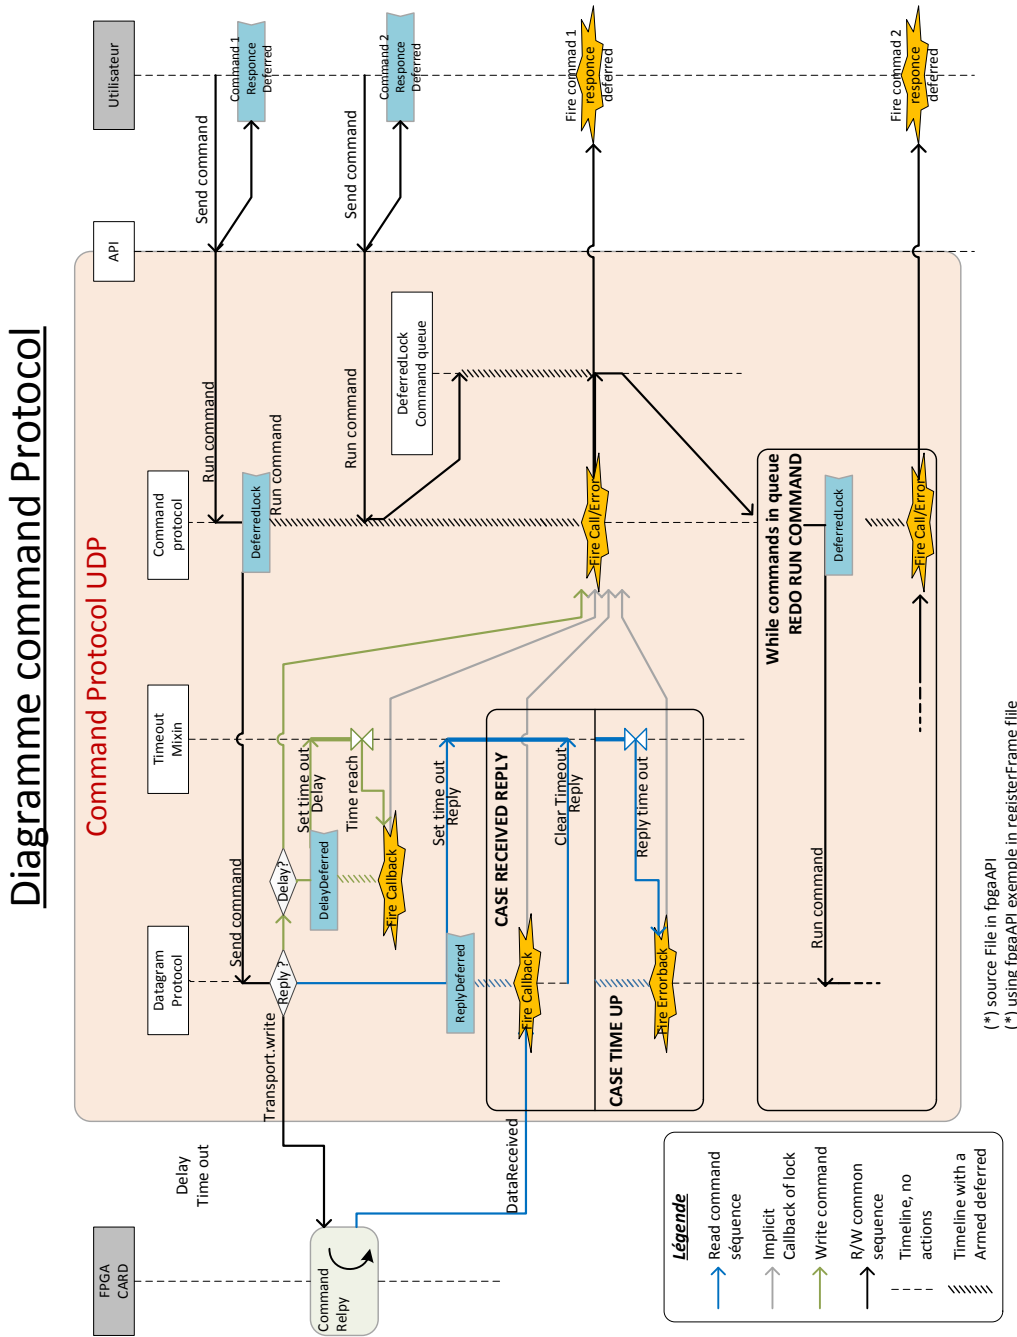 Diagramme command Protocol
Command Protocol UDP
FPGA
CARD
Datagram
Protocol
Timeout
Mixin
Command
protocol
API
Utilisateur
Delay
Time out
Send command
Run command
Send command
Command 1
Responce
Deferred
DeferredLock
Run command
Transport.write
Reply ?
Delay?
Set time out
Delay
DelayDeferred
Time reach
Fire Callback
Run command
Send command
Command 2
Responce
Deferred
DeferredLock
Command queue
Command
Relpy
Set time out
Reply
ReplyDeferred
CASE RECEIVED REPLY
DataReceived
Fire Callback
Clear Timeout
Reply
Fire Call/Error
Fire commad 1
responce
deferred
CASE TIME UP
Reply time out
Fire Errorback
While commands in queue
REDO RUN COMMAND
Run command
DeferredLock
Fire Call/Error
Fire commad 2
responce
deferred
Légende
Read command
séquence
Implicit
Callback of lock
Write command
R/W common
sequence
Timeline, no
actions
Timeline with a
Armed deferred
(*) source File in fpgaAPI
(*) using fpgaAPI exemple in registerFrame flile